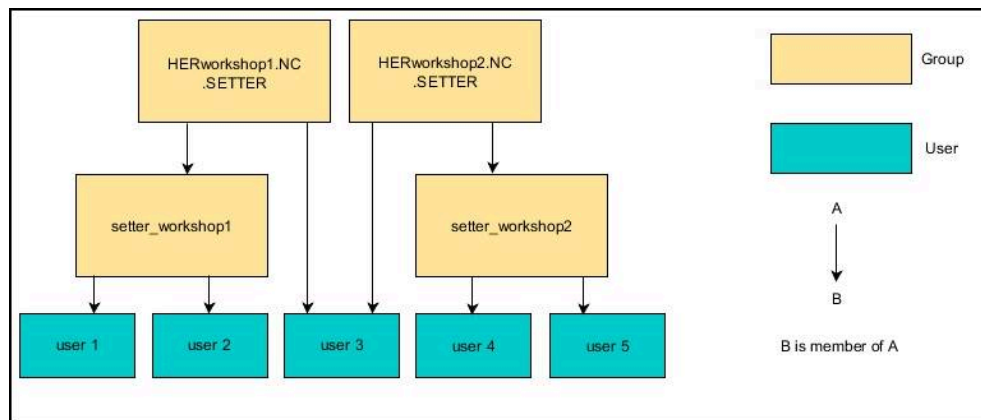 HERworkshop1.NC
.SETTER
HERworkshop2.NC
.SETTER
Group
User
setter_workshop1
setter_workshop2
A
B
user 1
user 2
user 3
user 4
user 5
B is member of A